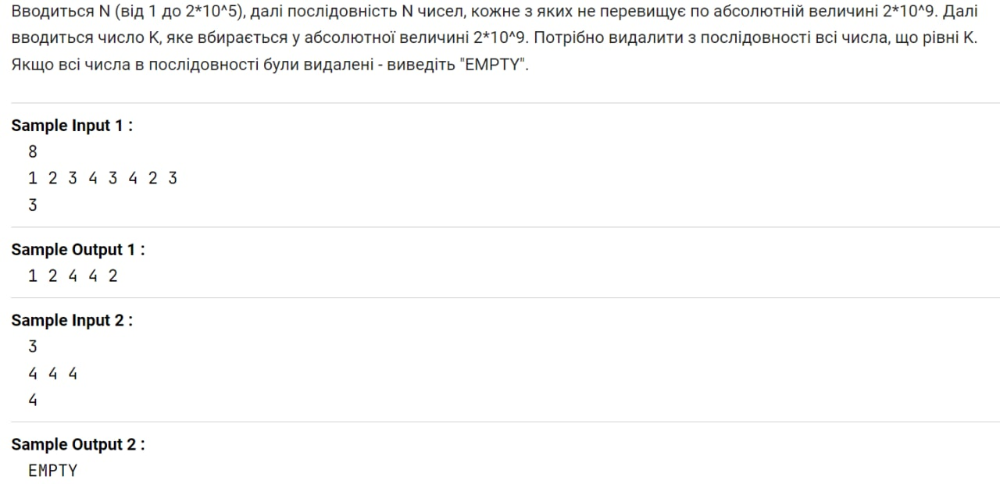 Вводиться N (від 1 до 2*10^5), далі послідовність N чисел, кожне з яких не перевищує по абсолютній величині 2*10^9. Далі
вводиться число K, яке вбирається у абсолютної величині 2*10^9. Потрібно видалити з послідовності всі числа, що рівні K.
Якщо всі числа в послідовності були видалені - виведіть "EMPTY".
Sample Input 1 :
8
1 2 3 4 3 4 2 3
3
Sample Output 1 :
1 2 4 4 2
Sample Input 2 :
3
4 4 4
4
Sample Output 2 :
EMPTY